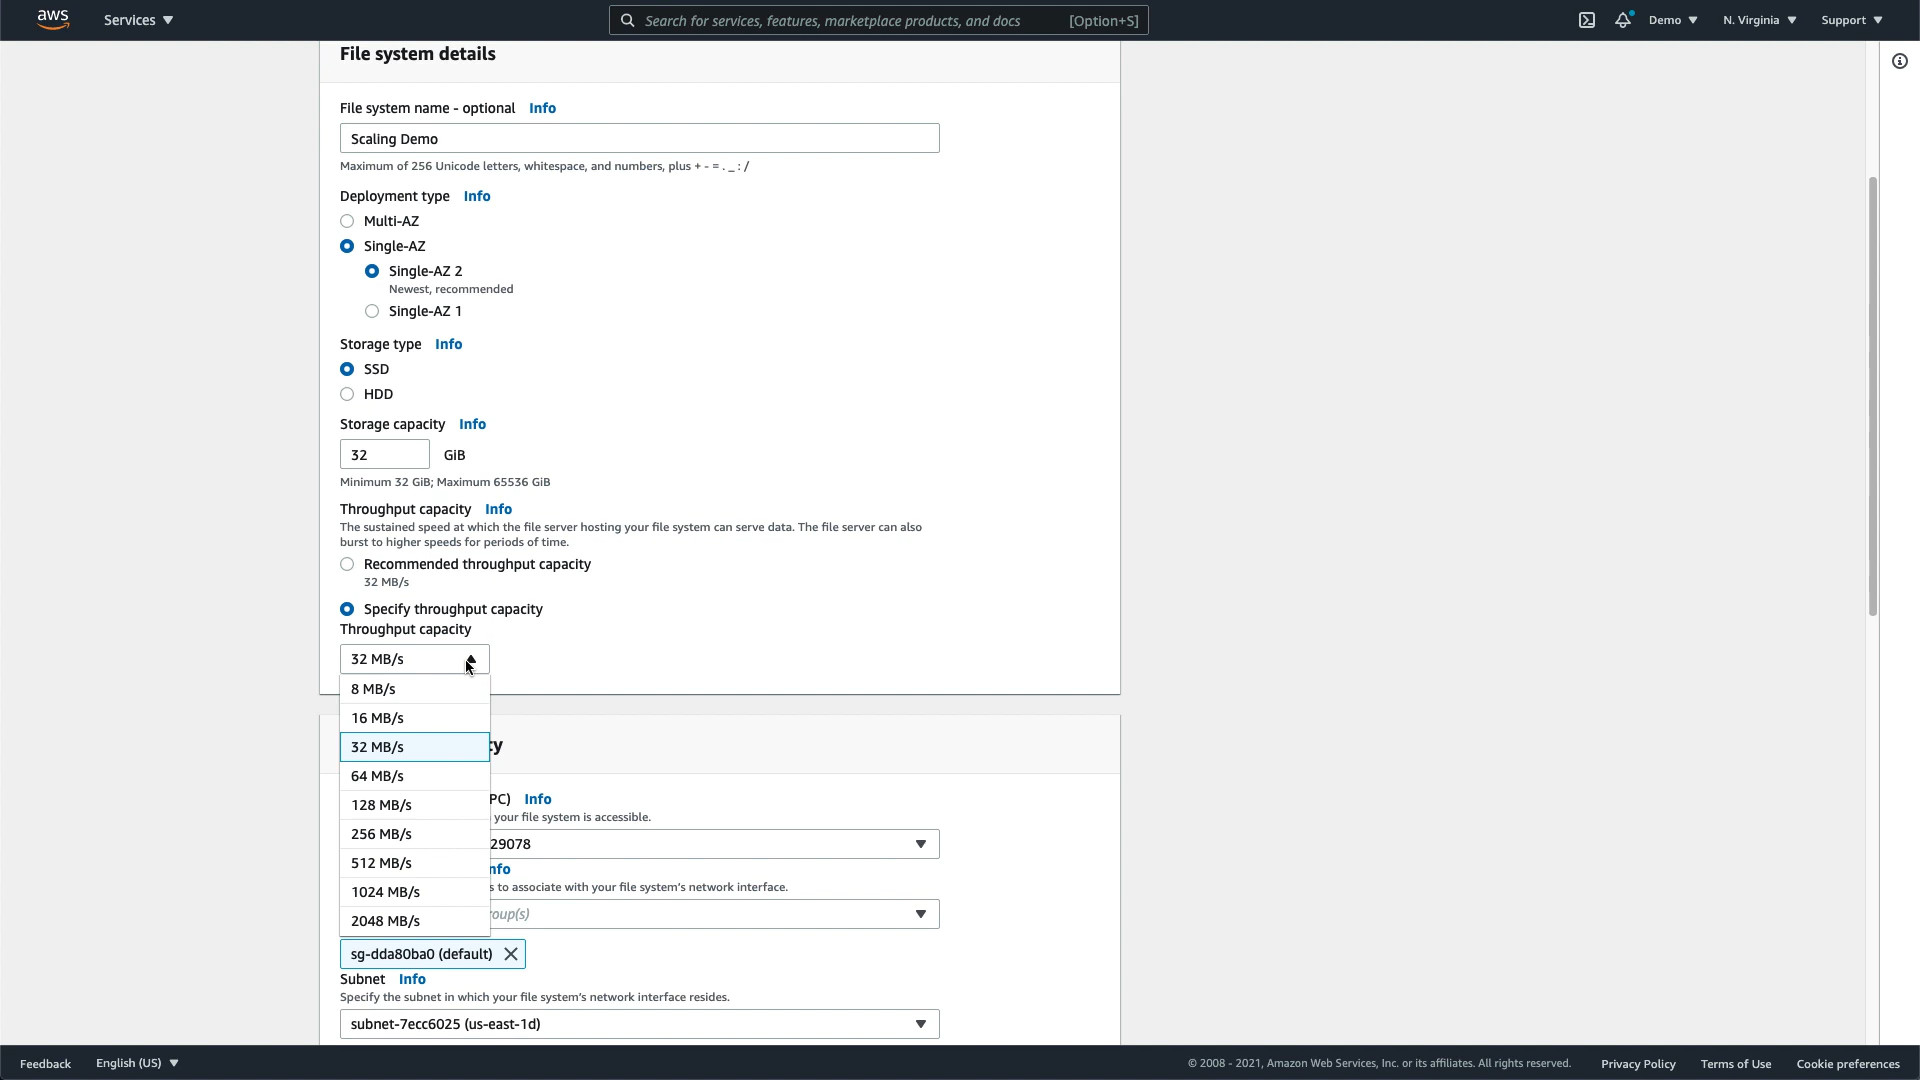 aws
Services
Search for services, features, marketplace products, and docs
[Option+S]
Demo
N. Virginia
Support
File system details
File system name - optional Info
Scaling Demo
Maximum of 256 Unicode letters, whitespace, and numbers, plus + - = . _ : /
Deployment type Info
Multi-AZ
Single-AZ
Single-AZ 2
Newest, recommended
Single-AZ 1
Storage type Info
SSD
HDD
Storage capacity Info
32 GiB
Minimum 32 GiB; Maximum 65536 GiB
Throughput capacity Info
The sustained speed at which the file server hosting your file system can serve data. The file server can also
burst to higher speeds for periods of time.
Recommended throughput capacity
32 MB/s
Specify throughput capacity
Throughput capacity
32 MB/s
8 MB/s
16 MB/s
32 MB/s
64 MB/s
128 MB/s
256 MB/s
512 MB/s
1024 MB/s
2048 MB/s
ty
PC) Info
your file system is accessible.
29078
nfo
s to associate with your file system's network interface.
roup(s)
sg-dda80ba0 (default)
Subnet Info
Specify the subnet in which your file system's network interface resides.
subnet-7ecc6025 (us-east-1d)
Feedback
English (US)
© 2008 - 2021, Amazon Web Services, Inc. or its affiliates. All rights reserved.
Privacy Policy
Terms of Use
Cookie preferences